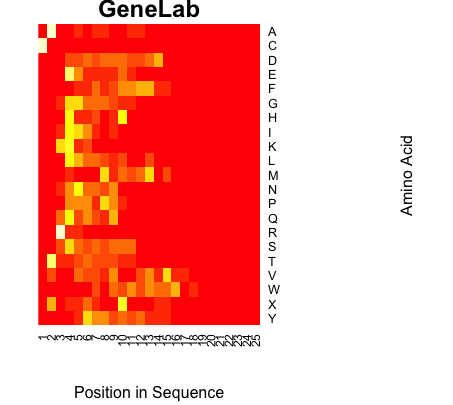 GeneLab
A
C
D
E
F
G
H
I
K
L
M
N
P
Q
R
S
T
V
W
X
Y
Amino Acid
1 2 3 4 5 6 7 8 9 10 11 12 13 14 15 16 17 18 19 20 21 22 23 24 25
Position in Sequence